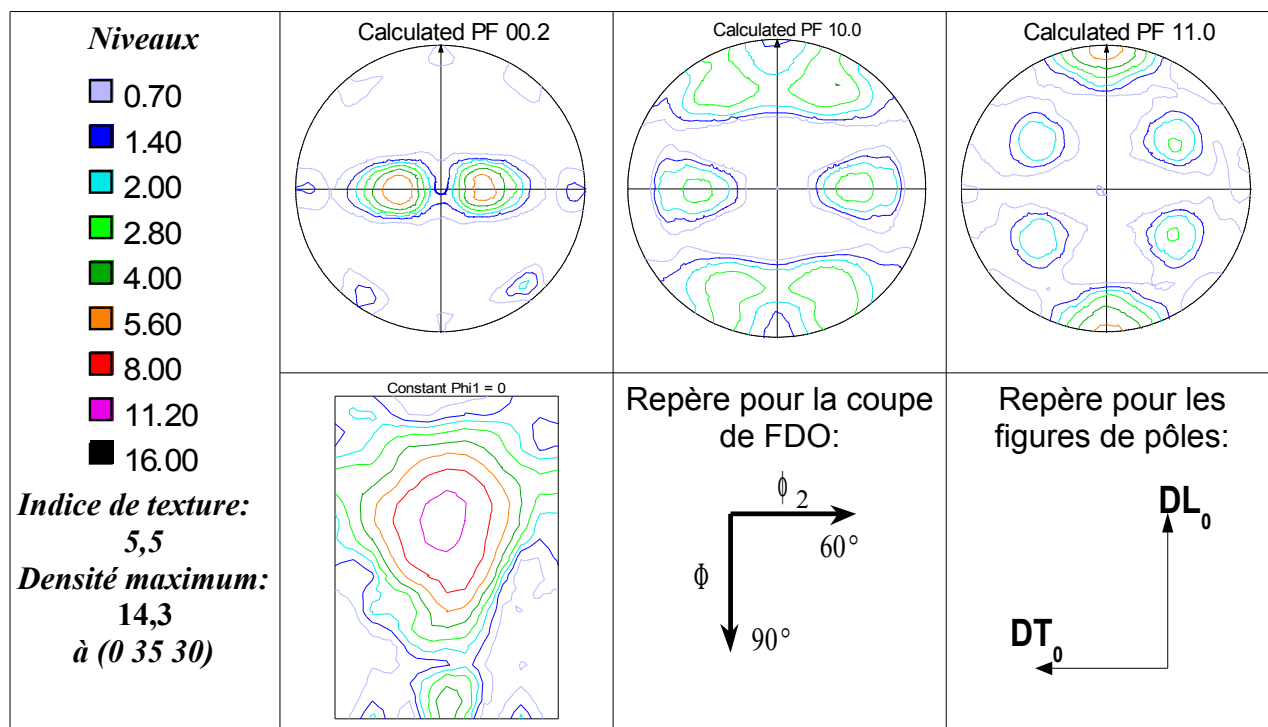 Niveaux
0.70
1.40
2.00
2.80
4.00
5.60
8.00
11.20
16.00
Indice de texture:
5,5
Densité maximum:
14,3
à (0 35 30)
Calculated PF 00.2
Calculated PF 10.0
Calculated PF 11.0
Constant Phi1 = 0
Repère pour la coupe
de FDO:
ϕ2
60°
Φ
90°
Repère pour les
figures de pôles:
DL0
DT0